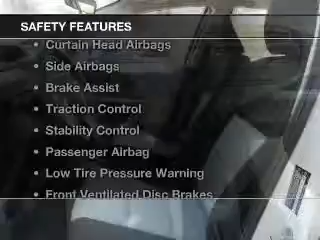 SAFETY FEATURES
• Curtain Head Airbags
• Side Airbags
• Brake Assist
• Traction Control
• Stability Control
• Passenger Airbag
• Low Tire Pressure Warning
• Front Ventilated Disc Brakes